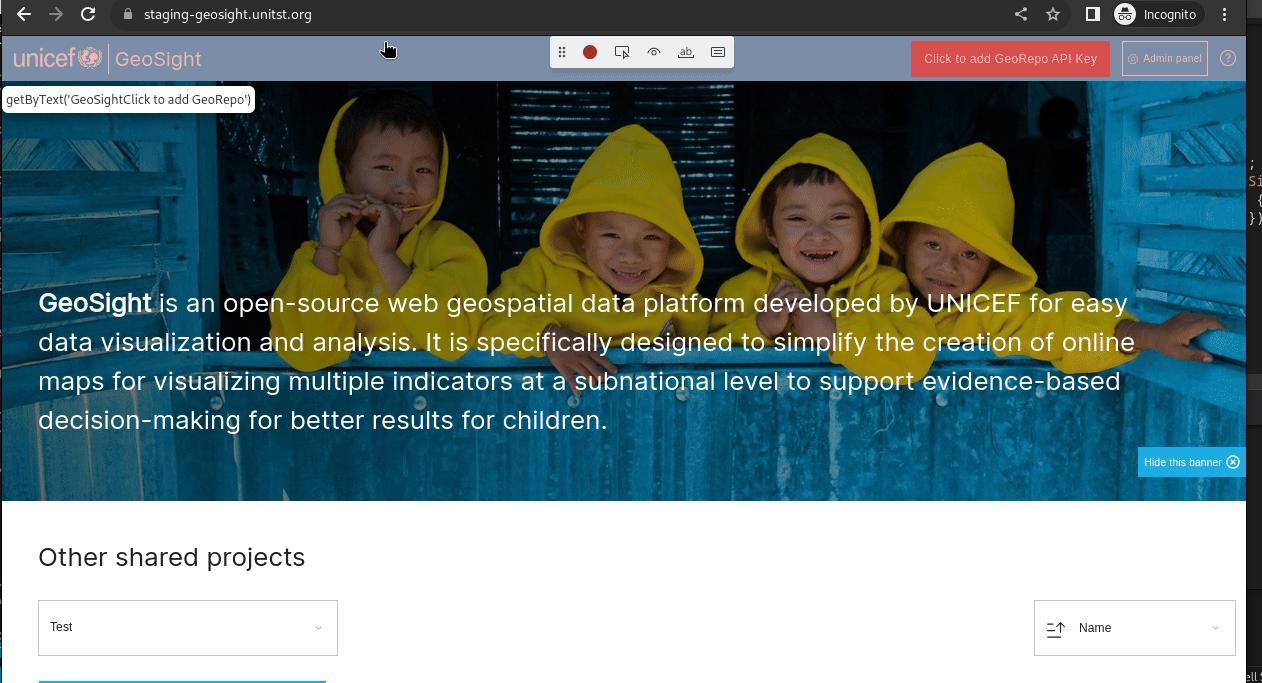 staging-geosight.unitst.org
Incognito
unicef
GeoSight
ab
Click to add GeoRepo API Key
Admin panel
getByText('GeoSightClick to add GeoRepo')
;
Si
{
})
GeoSight is an open-source web geospatial data platform developed by UNICEF for easy
data visualization and analysis. It is specifically designed to simplify the creation of online
maps for visualizing multiple indicators at a subnational level to support evidence-based
decision-making for better results for children.
Hide this banner
Other shared projects
Test
Name
ell S